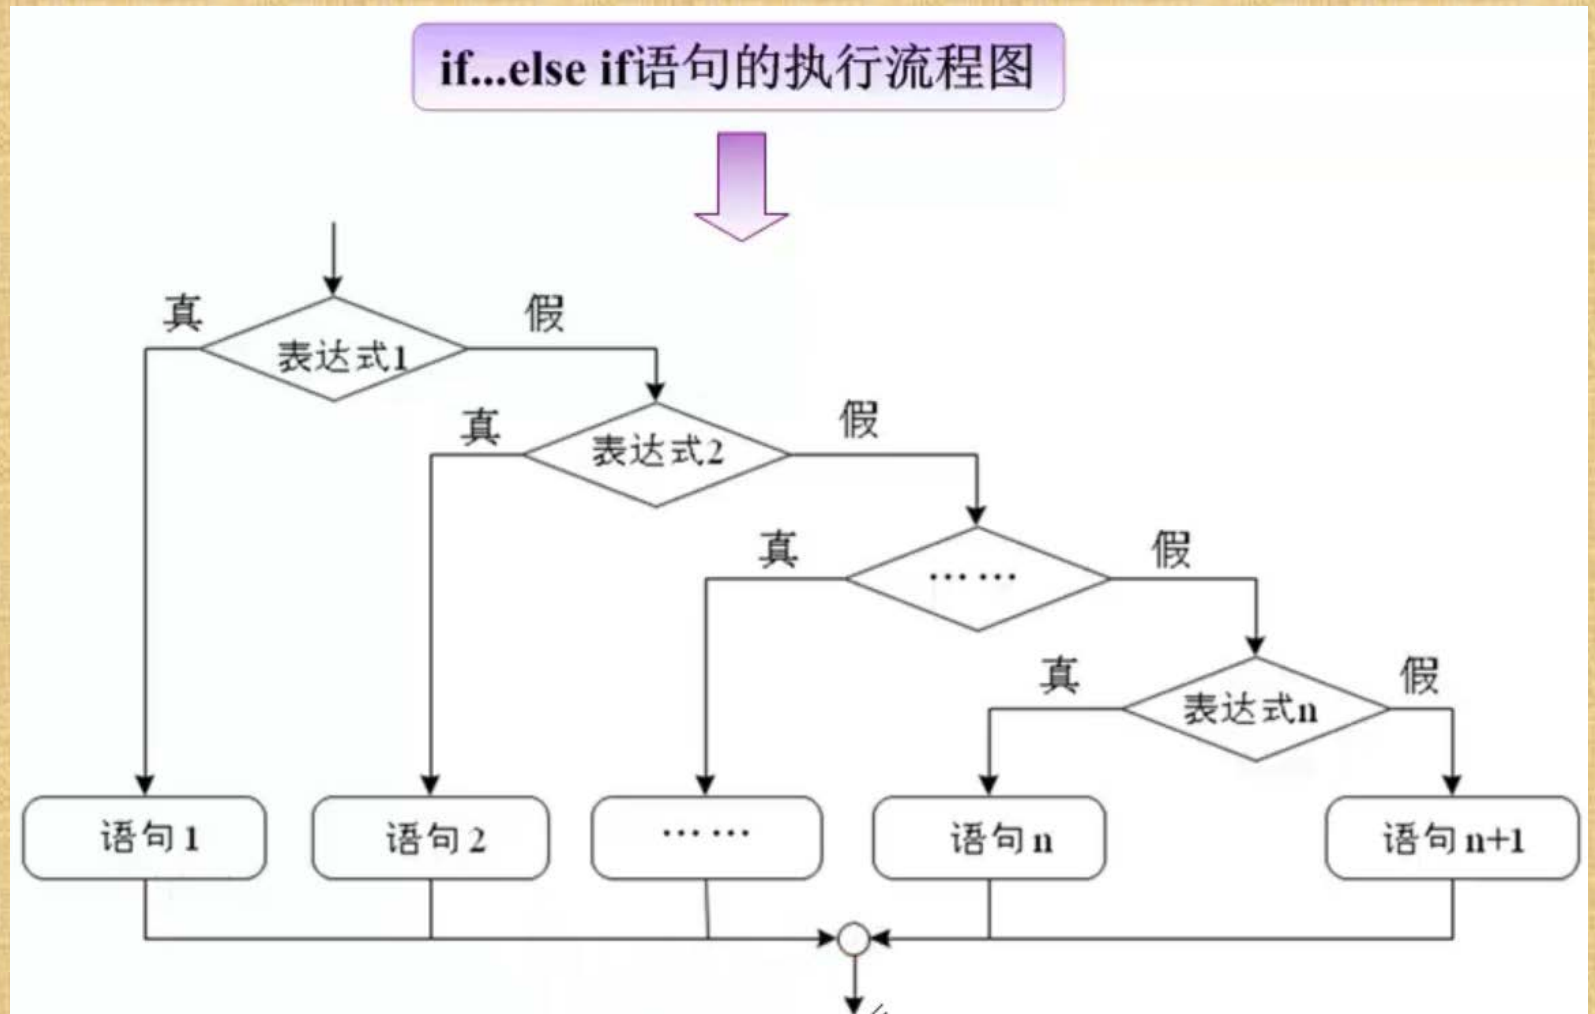 if...else if语句的执行流程图
真
假
表达式1
真
假
表达式2
真
假
……
真
假
表达式n
语句1
语句2
……
语句n
语句n+1